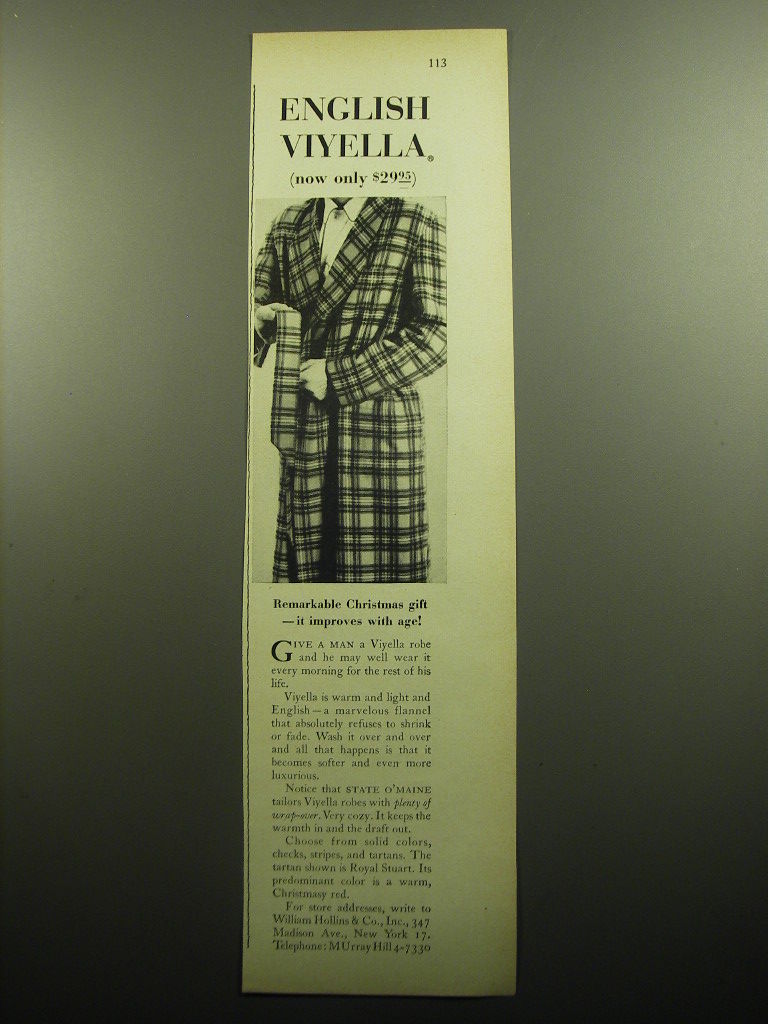 113
ENGLISH
VIYELLA®
(now only $29.95)
Remarkable Christmas gift
—it improves with age!
GIVE A MAN a Viyella robe
and he may well wear it
every morning for the rest of his
life.
Viyella is warm and light and
English—a marvelous flannel
that absolutely refuses to shrink
or fade. Wash it over and over
and all that happens is that it
becomes softer and even more
luxurious.
Notice that STATE O'MAINE
tailors Viyella robes with plenty of
wrap-over. Very cozy. It keeps the
warmth in and the draft out.
Choose from solid colors,
checks, stripes, and tartans. The
tartan shown is Royal Stuart. Its
predominant color is a warm,
Christmasy red.
For store addresses, write to
William Hollins & Co., Inc., 347
Madison Ave., New York 17.
Telephone: MUrray Hill 4-7330